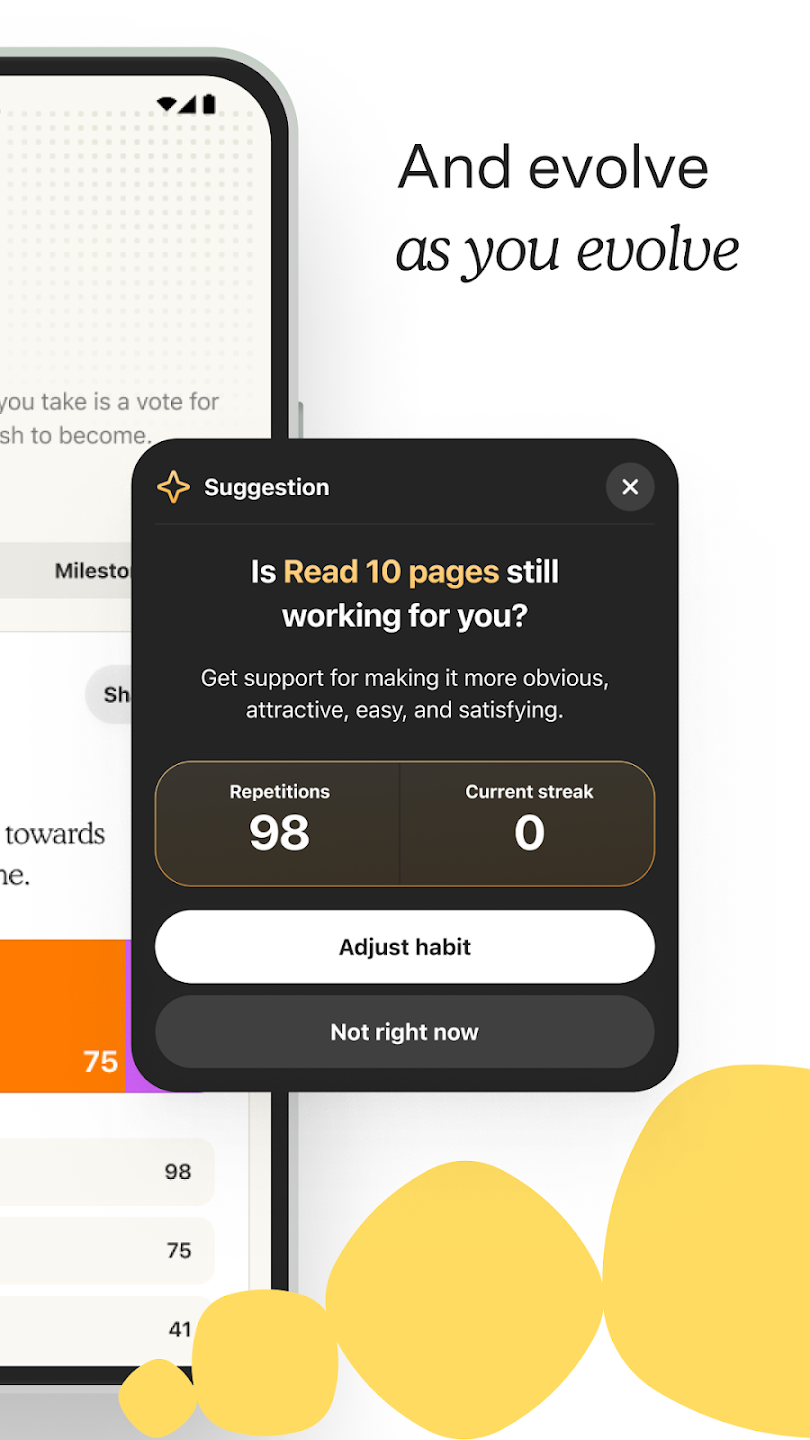 And evolve
as you evolve
you take is a vote for
sh to become.
Suggestion
Is Read 10 pages still
working for you?
Get support for making it more obvious,
attractive, easy, and satisfying.
Repetitions
98
Current streak
0
Adjust habit
Not right now
Milesto
Sh
towards
ne.
75
98
75
41